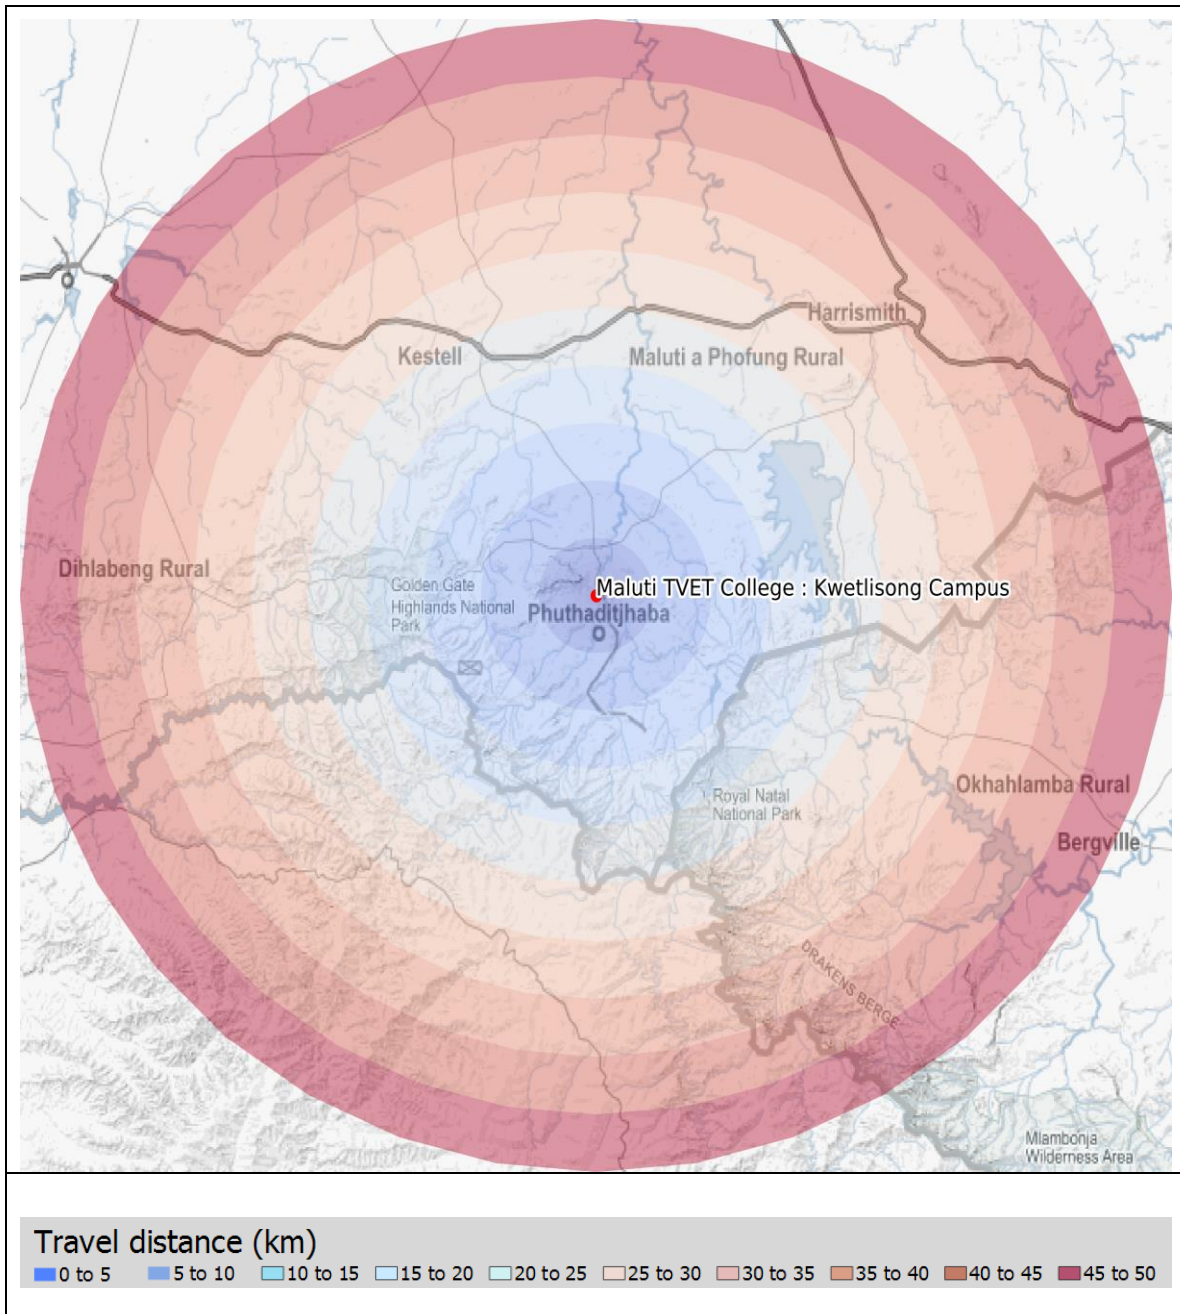 Harrismith
Kestell
Maluti a Phofung Rural
Dihlabeng Rural
Golden Gate
Highlands National
Park
Maluti TVET College : Kwetlisong Campus
Phuthaditjhaba
Royal Natal
National Park
Okhahlamba Rural
Bergville
DRAKENS BERGE
Mlambonja
Wilderness Area
Travel distance (km)
0 to 5 5 to 10 10 to 15 15 to 20 20 to 25 25 to 30 30 to 35 35 to 40 40 to 45 45 to 50